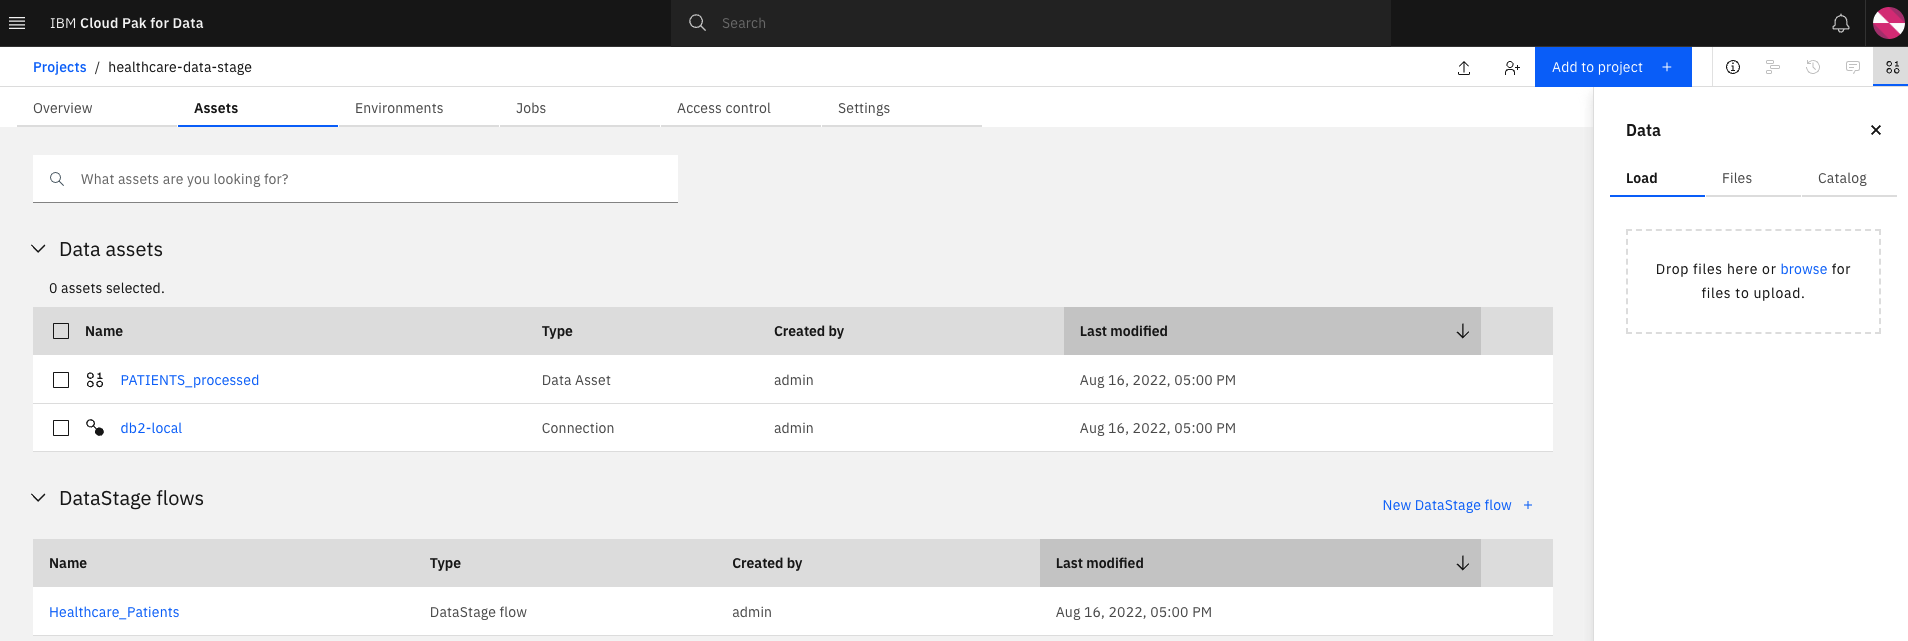 IBM Cloud Pak for Data
Search
Projects / healthcare-data-stage
Add to project +
Overview Assets Environments Jobs Access control Settings
What assets are you looking for?
Data assets
0 assets selected.
Name Type Created by Last modified
PATIENTS_processed Data Asset admin Aug 16, 2022, 05:00 PM
db2-local Connection admin Aug 16, 2022, 05:00 PM
DataStage flows
New DataStage flow +
Name Type Created by Last modified
Healthcare_Patients DataStage flow admin Aug 16, 2022, 05:00 PM
Data
Load Files Catalog
Drop files here or browse for
files to upload.